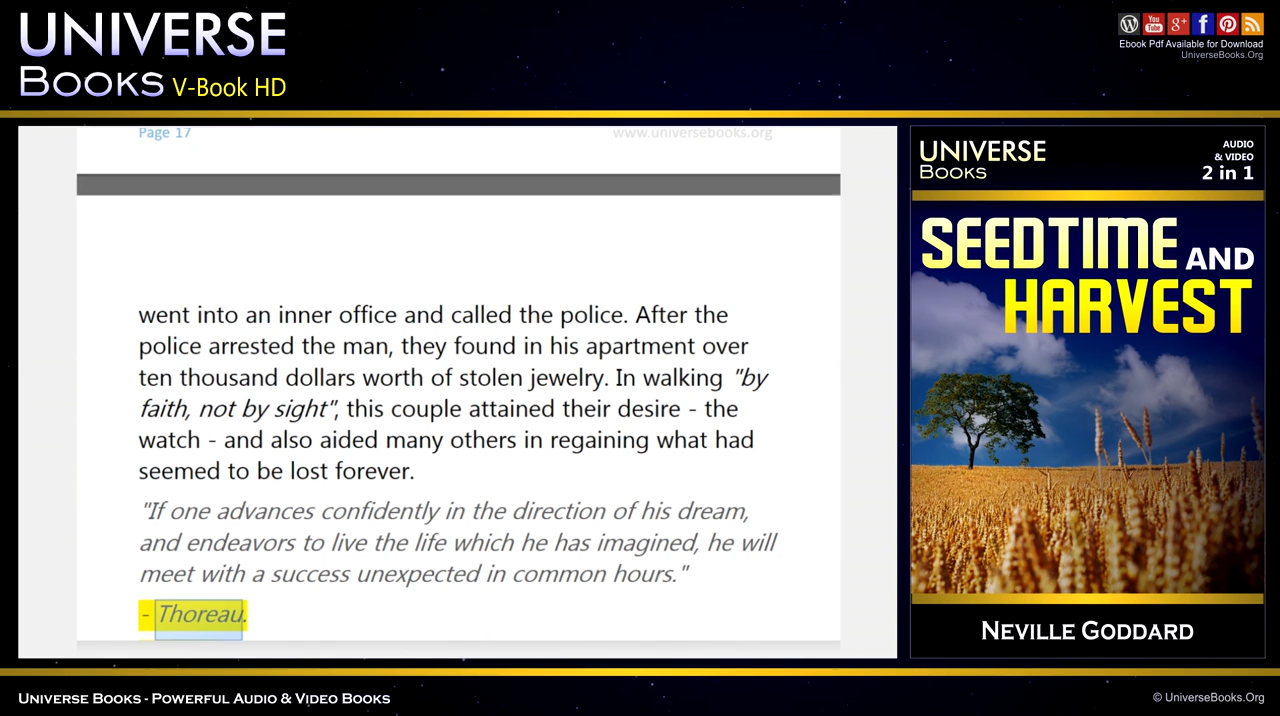 UNIVERSE
BOOKS V-Book HD
You
Tube
g+
Ebook Pdf Available for Download
UniverseBooks.Org
Page 17
www.universebooks.org
went into an inner office and called the police. After the
police arrested the man, they found in his apartment over
ten thousand dollars worth of stolen jewelry. In walking "by
faith, not by sight", this couple attained their desire - the
watch - and also aided many others in regaining what had
seemed to be lost forever.
"If one advances confidently in the direction of his dream,
and endeavors to live the life which he has imagined, he will
meet with a success unexpected in common hours."
- Thoreau.
UNIVERSE
BOOKS
AUDIO
& VIDEO
2 in 1
SEEDTIME AND
HARVEST
NEVILLE GODDARD
UNIVERSE BOOKS - POWERFUL AUDIO & VIDEO BOOKS
© UniverseBooks.Org